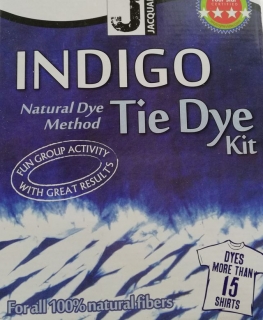 JACQUA
INDIGO
Natural Dye
Method
Tie Dye
Kit
FUN GROUP ACTIVITY
WITH GREAT RESULTS
DYES
MORE THAN
15
SHIRTS
For all 100% natural fibers